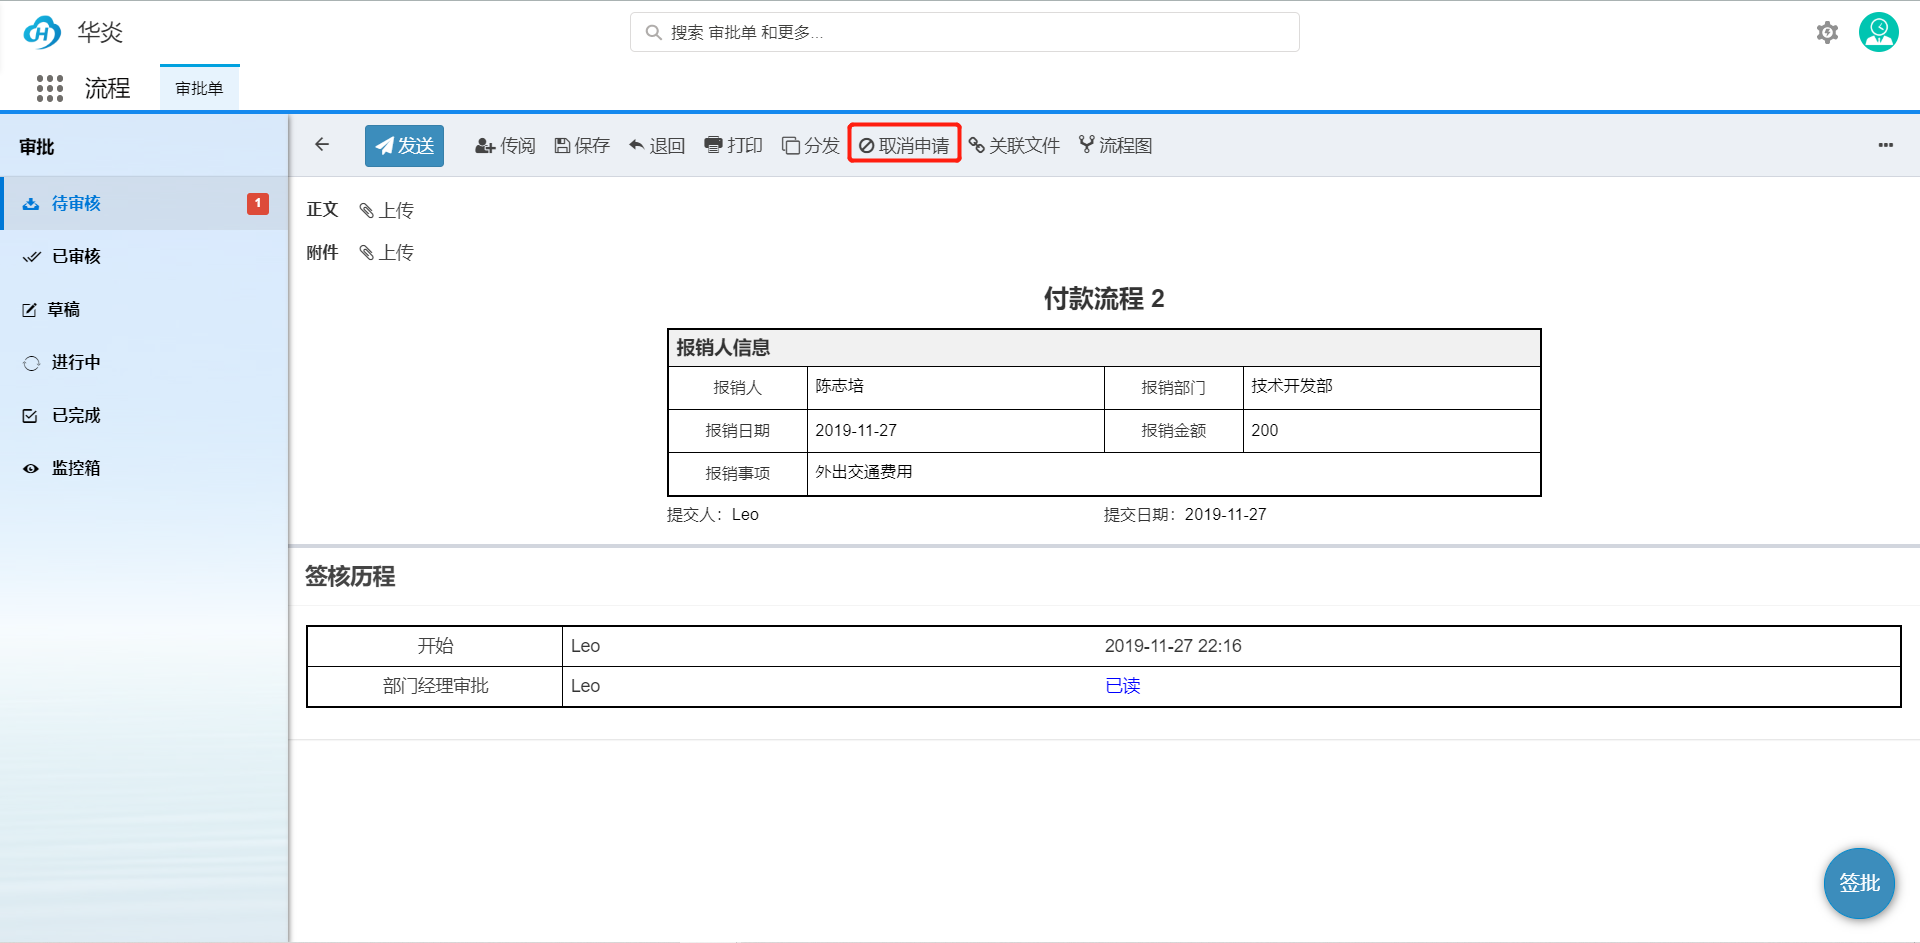 华炎
搜索 审批单 和更多...
流程
审批单
审批
待审核 1
已审核
草稿
进行中
已完成
监控箱
发送 传阅 保存 退回 打印 分发 取消申请 关联文件 流程图
正文 上传
附件 上传
付款流程 2
报销人信息
报销人 陈志培 报销部门 技术开发部
报销日期 2019-11-27 报销金额 200
报销事项 外出交通费用
提交人：Leo 提交日期：2019-11-27
签核历程
开始 Leo 2019-11-27 22:16
部门经理审批 Leo 已读
签批